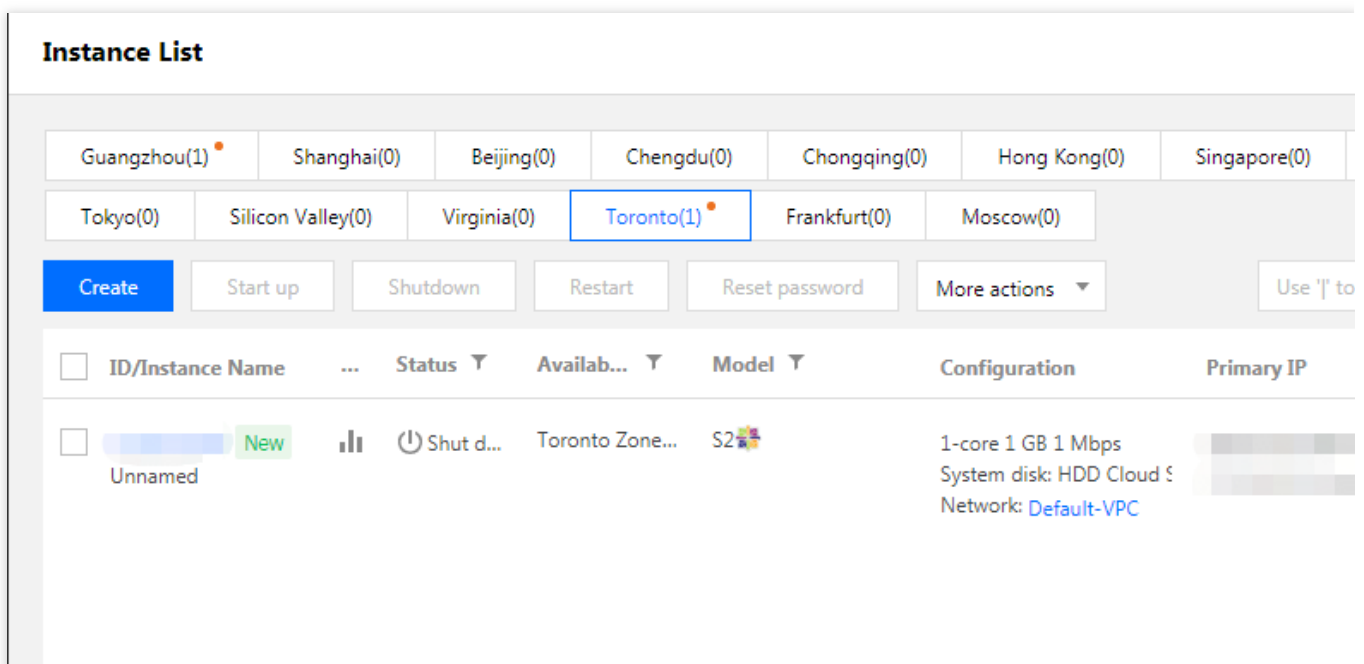 Instance List
Guangzhou(1) Shanghai(0) Beijing(0) Chengdu(0) Chongqing(0) Hong Kong(0) Singapore(0)
Tokyo(0) Silicon Valley(0) Virginia(0) Toronto(1) Frankfurt(0) Moscow(0)
Create Start up Shutdown Restart Reset password More actions Use '|' to
ID/Instance Name ... Status Availab... Model Configuration Primary IP
New Shut d... Toronto Zone... S2 1-core 1 GB 1 Mbps
Unnamed System disk: HDD Cloud S
Network: Default-VPC